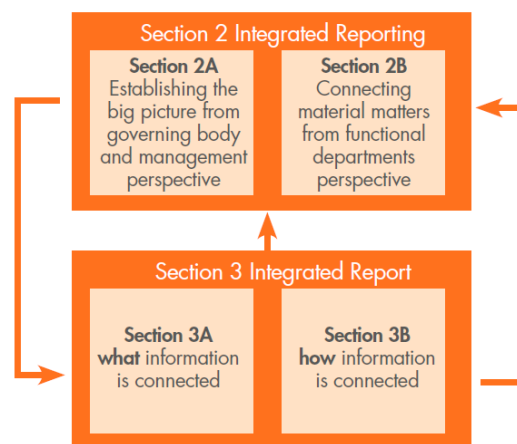 Section 2 Integrated Reporting
Section 2A
Establishing the
big picture from
governing body
and management
perspective
Section 2B
Connecting
material matters
from functional
departments
perspective
Section 3 Integrated Report
Section 3A
what information
is connected
Section 3B
how information
is connected